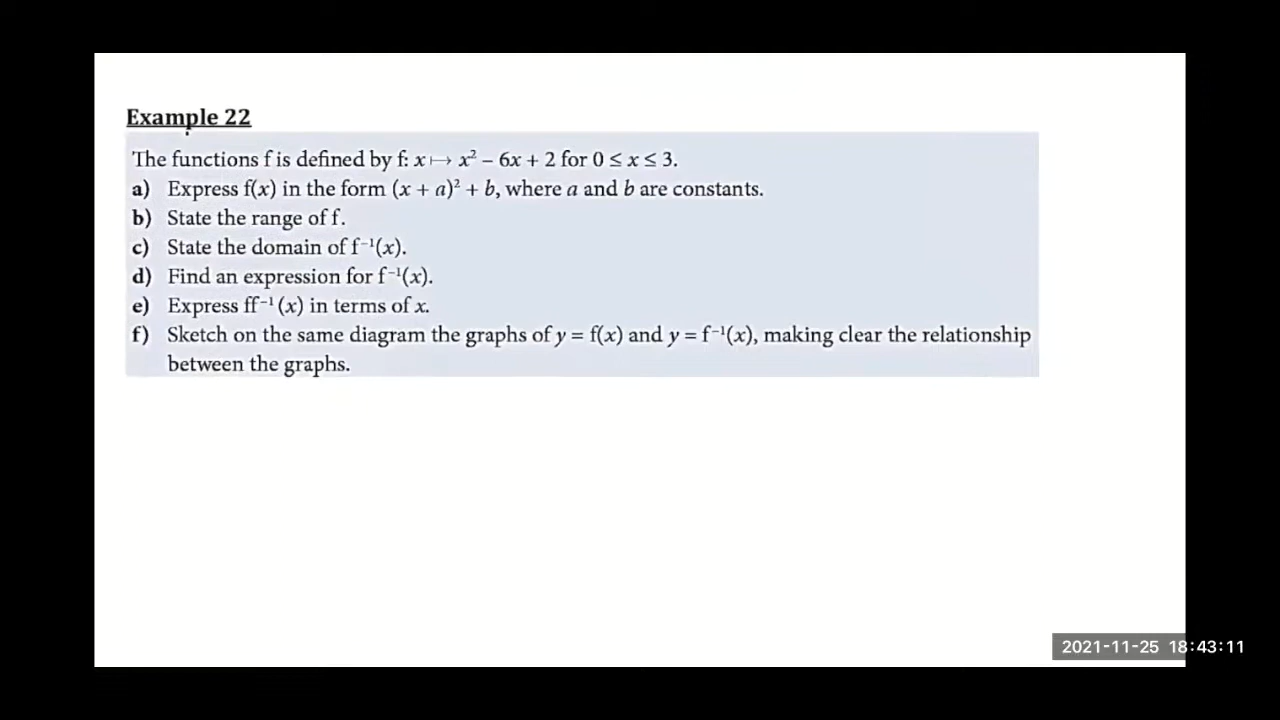 Example 22
The functions f is defined by f: x ↦ x² – 6x + 2 for 0 ≤ x ≤ 3.
a) Express f(x) in the form (x + a)² + b, where a and b are constants.
b) State the range of f.
c) State the domain of f⁻¹(x).
d) Find an expression for f⁻¹(x).
e) Express ff⁻¹(x) in terms of x.
f) Sketch on the same diagram the graphs of y = f(x) and y = f⁻¹(x), making clear the relationship
between the graphs.
2021-11-25 18:43:11